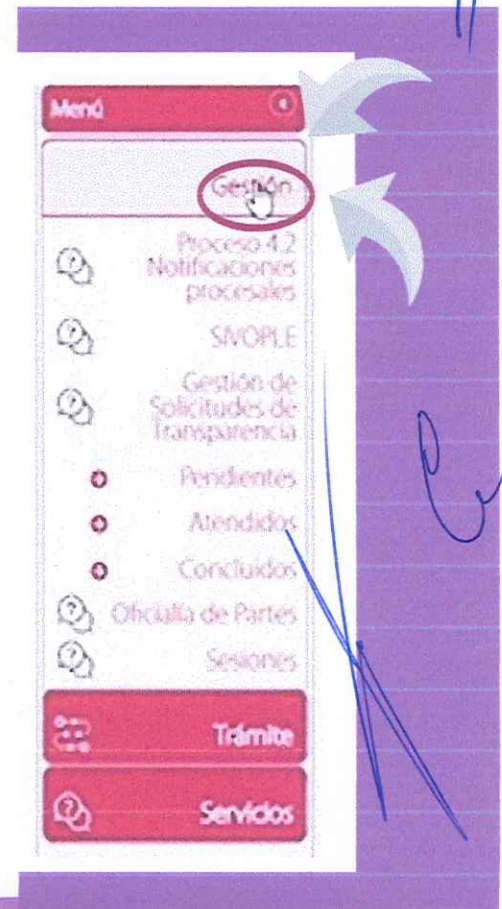 Menú
Gestión
Proceso 4.2
Notificaciones
procesales
SIVOPLE
Gestión de
Solicitudes de
Transparencia
Pendientes
Atendidos
Concluidos
Oficialía de Partes
Sesiones
Trámite
Servicios